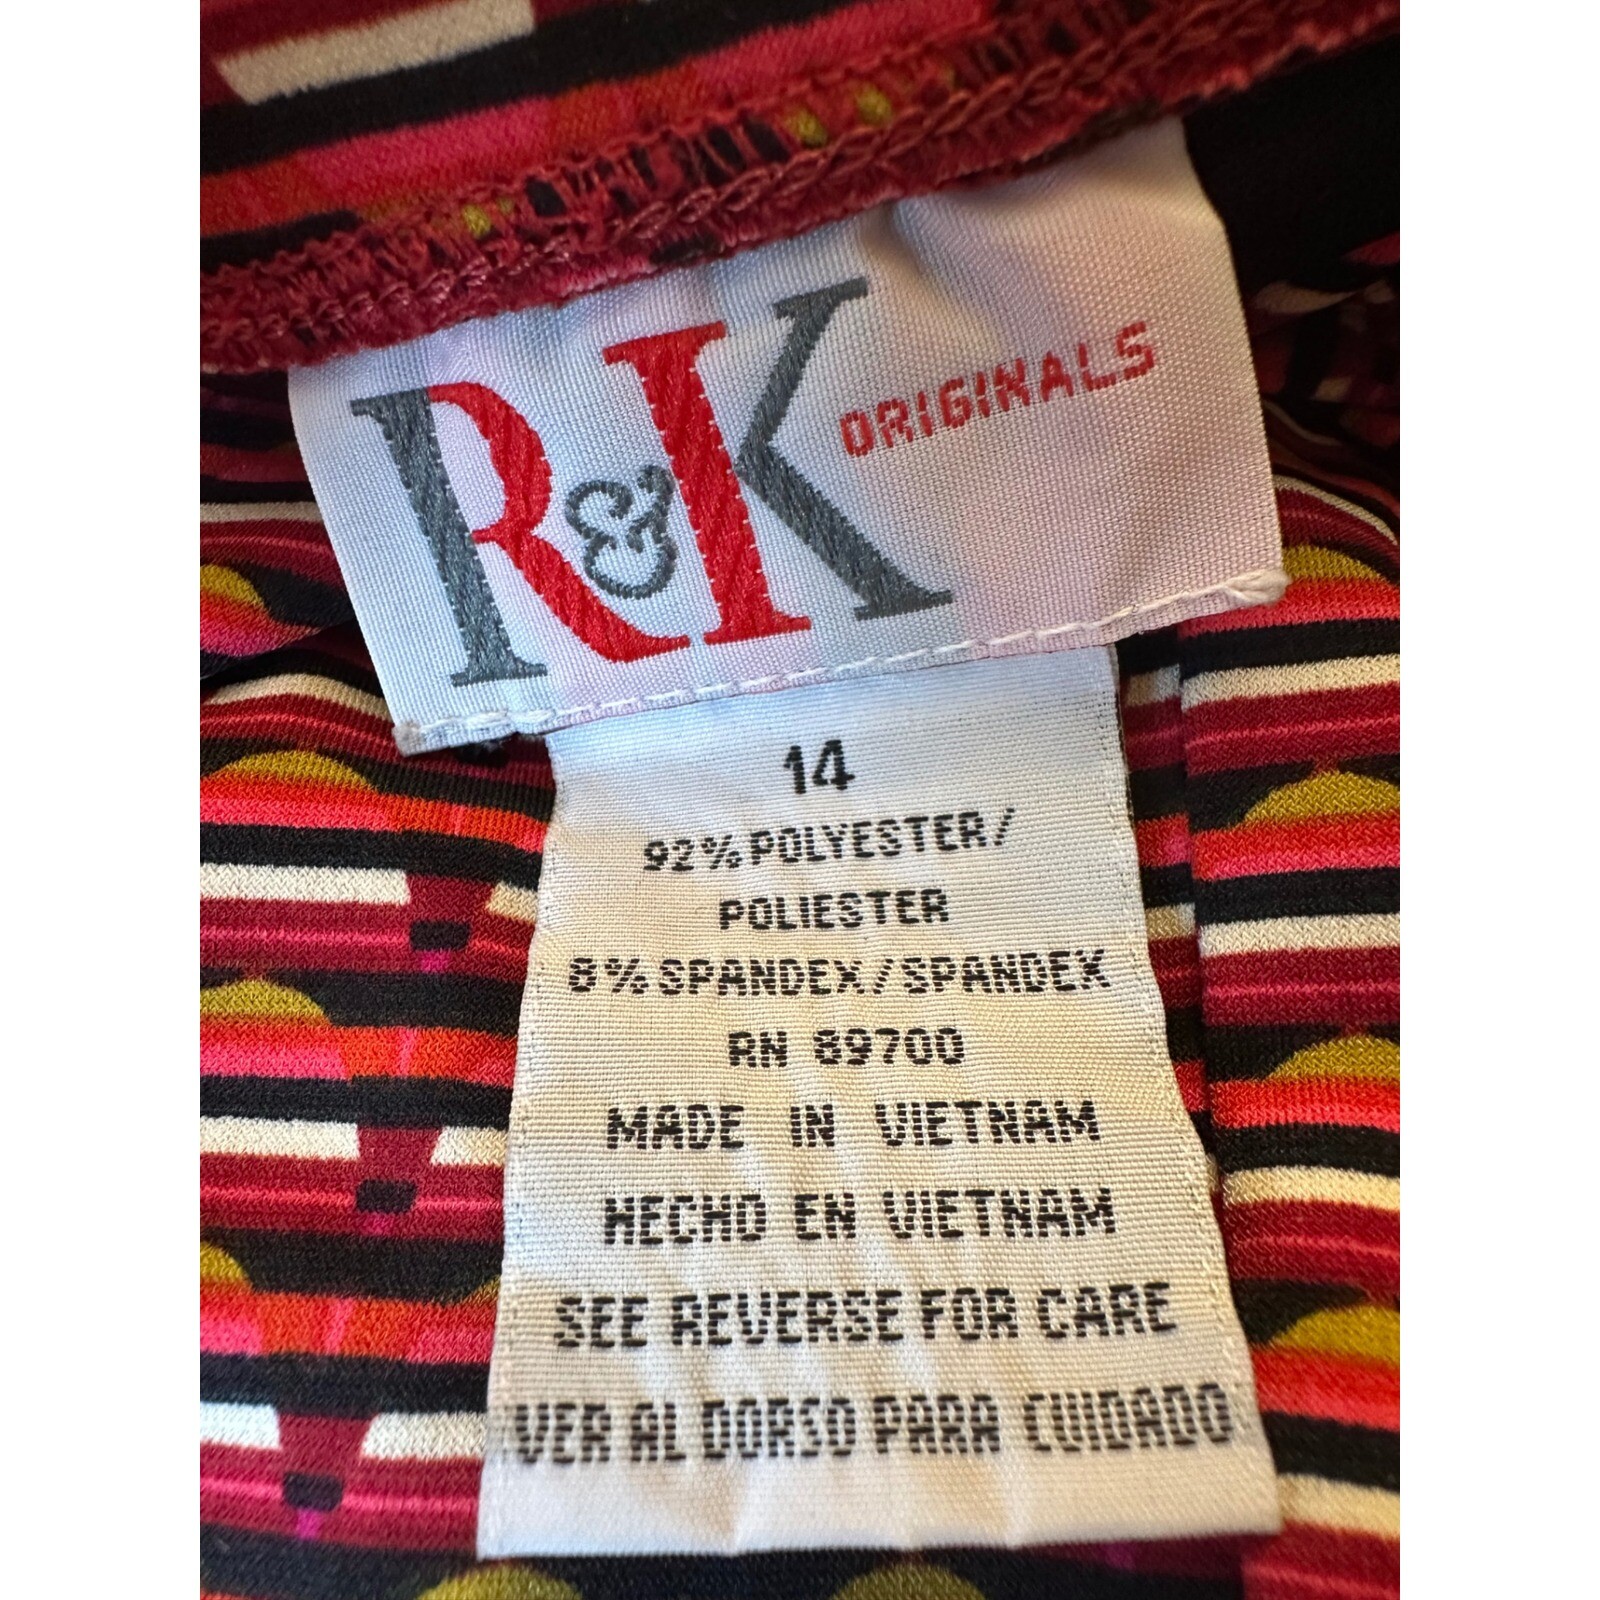 R&K ORIGINALS
14
92% POLYESTER/
POLIESTER
8% SPANDEX/SPANDEX
RN 69700
MADE IN VIETNAM
HECHO EN VIETNAM
SEE REVERSE FOR CARE
VER AL DORSO PARA CUIDADO